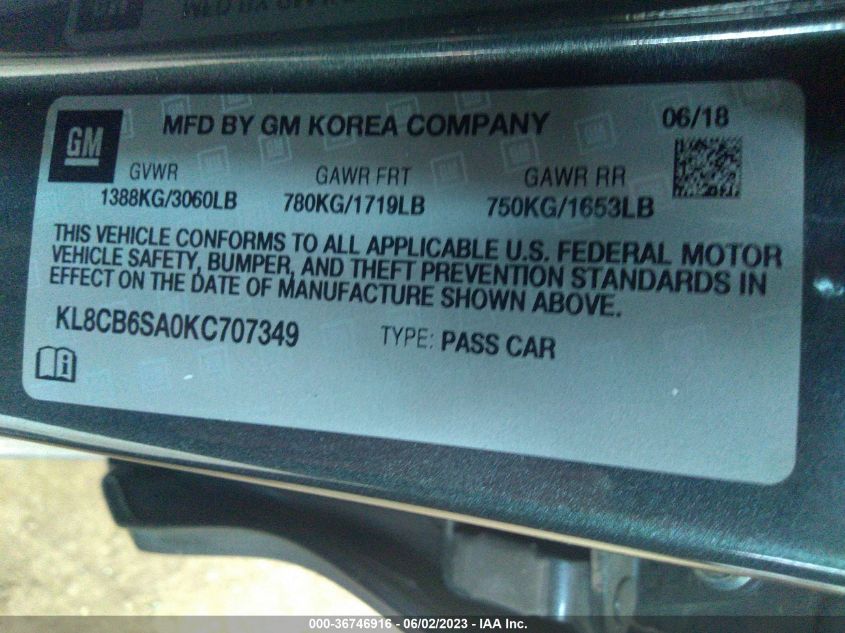 GM
MFD BY GM KOREA COMPANY
06/18
GVWR
GAWR FRT
GAWR RR
1388KG/3060LB
780KG/1719LB
750KG/1653LB
THIS VEHICLE CONFORMS TO ALL APPLICABLE U.S. FEDERAL MOTOR
VEHICLE SAFETY, BUMPER, AND THEFT PREVENTION STANDARDS IN
EFFECT ON THE DATE OF MANUFACTURE SHOWN ABOVE.
KL8CB6SA0KC707349
TYPE: PASS CAR
000-36746916 - 06/02/2023 - IAA Inc.